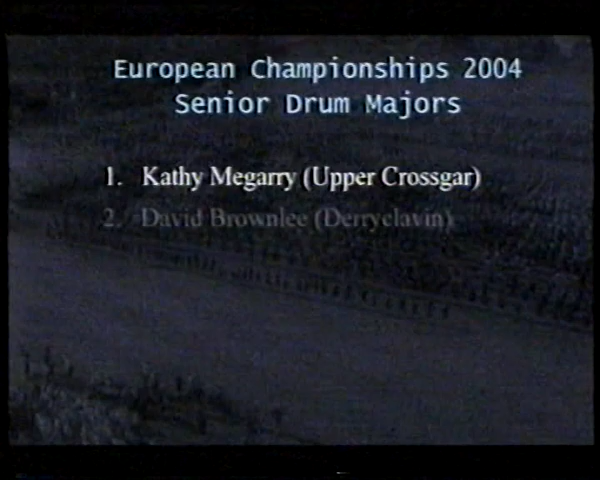 European Championships 2004
Senior Drum Majors
1. Kathy Megarry (Upper Crossgar)
2. David Brownlee (Derryclavin)